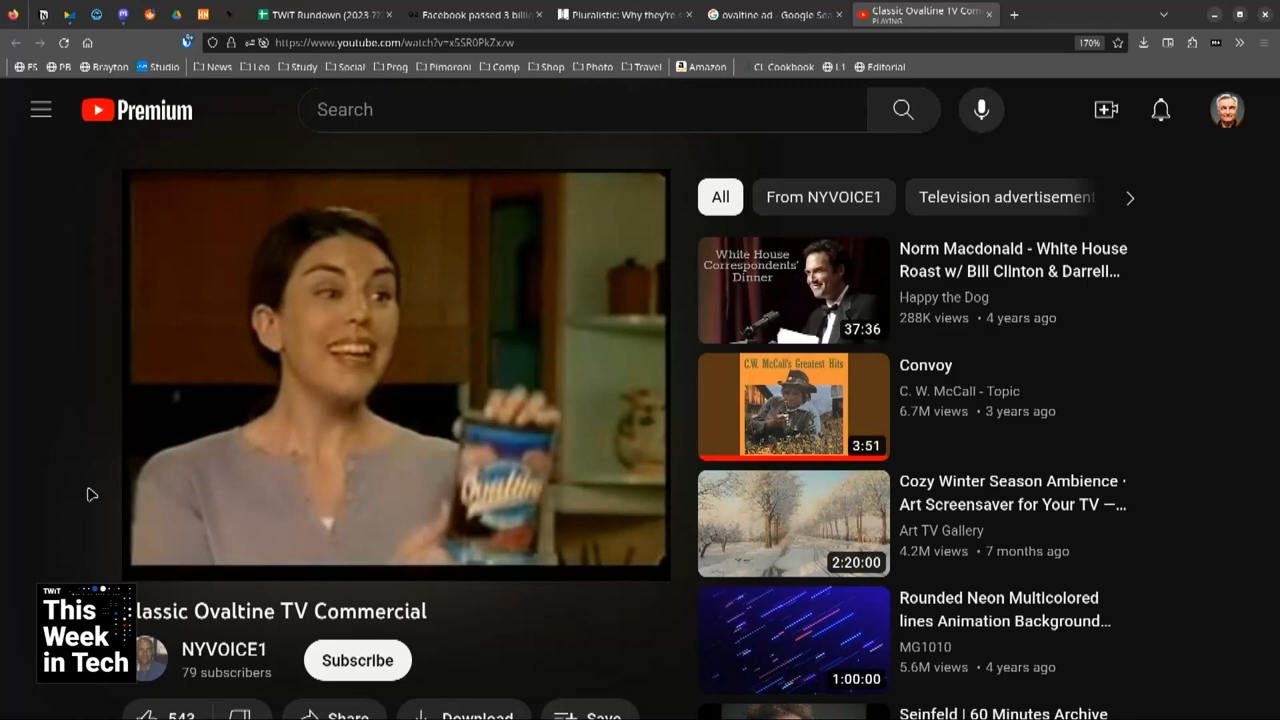 TWiT Rundown (2023
Facebook passed 3 billi
Pluralistic: Why they're s
ovaltine ad - Google Sea
Classic Ovaltine TV Com
PLAYING
https://www.youtube.com/watch?v=x5SR0PkZxzw
170%
FS
PB
Brayton
Studio
News
Leo
Study
Social
Prog
Pimoroni
Comp
Shop
Photo
Travel
Amazon
CL Cookbook
L1
Editorial
Premium
Search
All
From NYVOICE1
Television advertisement
White House
Correspondents'
Dinner
37:36
Norm Macdonald - White House
Roast w/ Bill Clinton & Darrell...
Happy the Dog
288K views • 4 years ago
Ovaltine
C.W. McCall's Greatest Hits
3:51
Convoy
C. W. McCall - Topic
6.7M views • 3 years ago
2:20:00
Cozy Winter Season Ambience ·
Art Screensaver for Your TV —...
Art TV Gallery
4.2M views • 7 months ago
1:00:00
Rounded Neon Multicolored
lines Animation Background...
MG1010
5.6M views • 4 years ago
Seinfeld | 60 Minutes Archive
TWiT
This
Week
in Tech
lassic Ovaltine TV Commercial
NYVOICE1
79 subscribers
Subscribe
543
Share
Download
Save